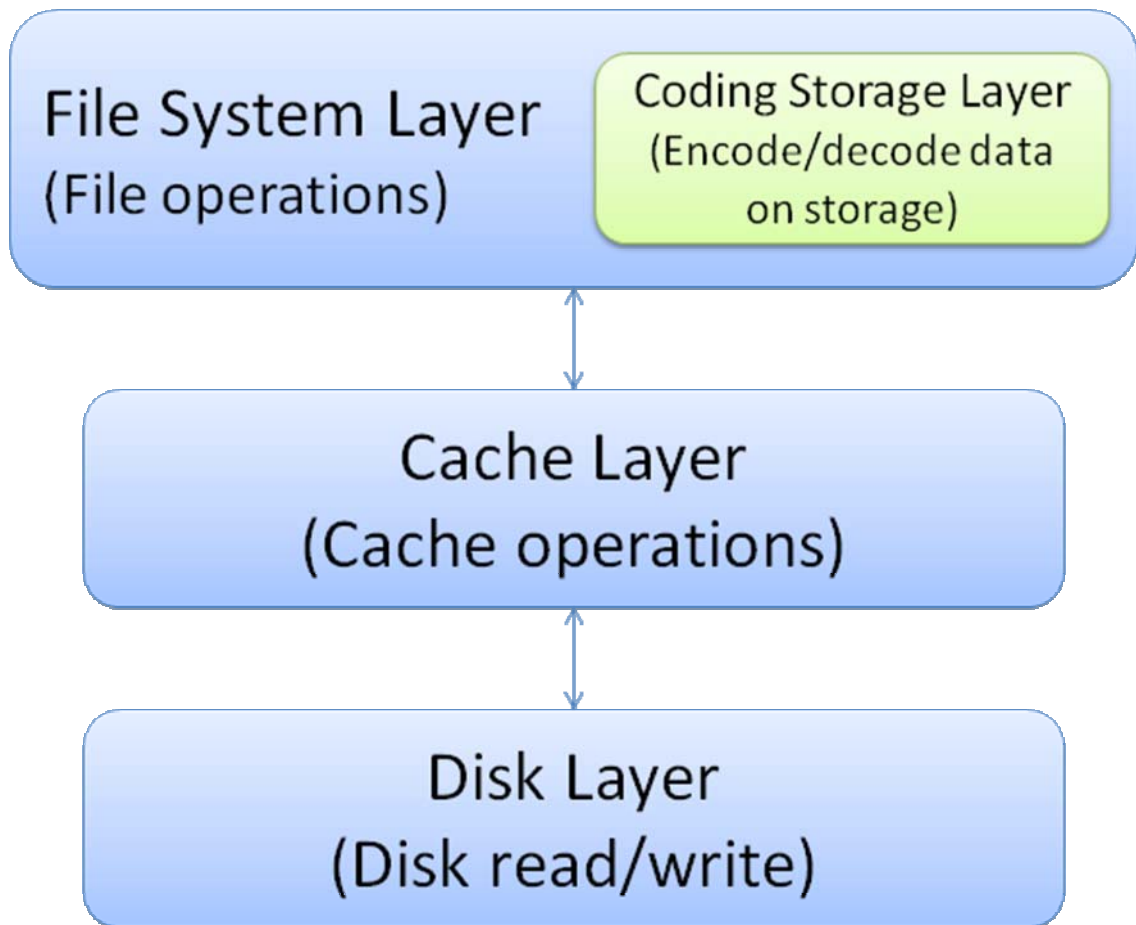 File System Layer
(File operations)
Coding Storage Layer
(Encode/decode data
on storage)
Cache Layer
(Cache operations)
Disk Layer
(Disk read/write)